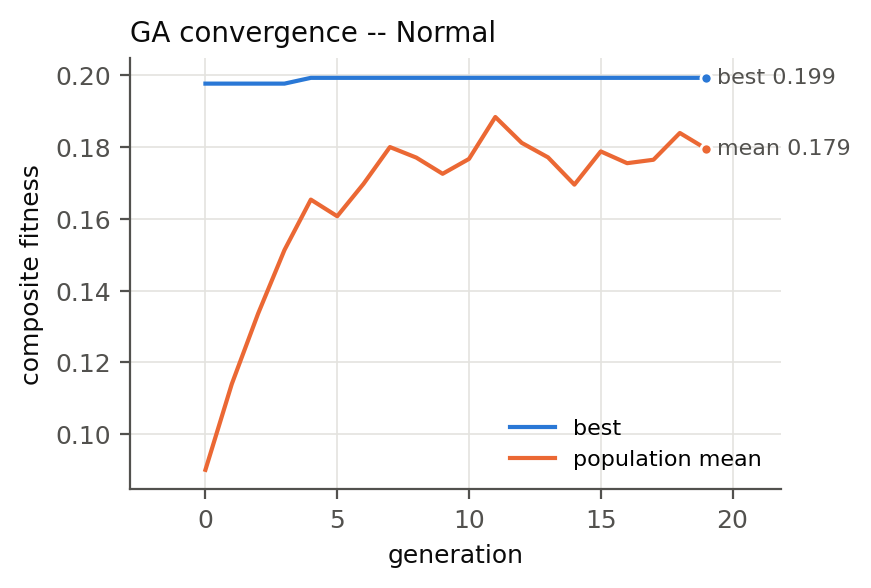 GA convergence -- Normal
composite fitness
0.20
0.18
0.16
0.14
0.12
0.10
best 0.199
mean 0.179
best
population mean
0
5
10
15
20
generation